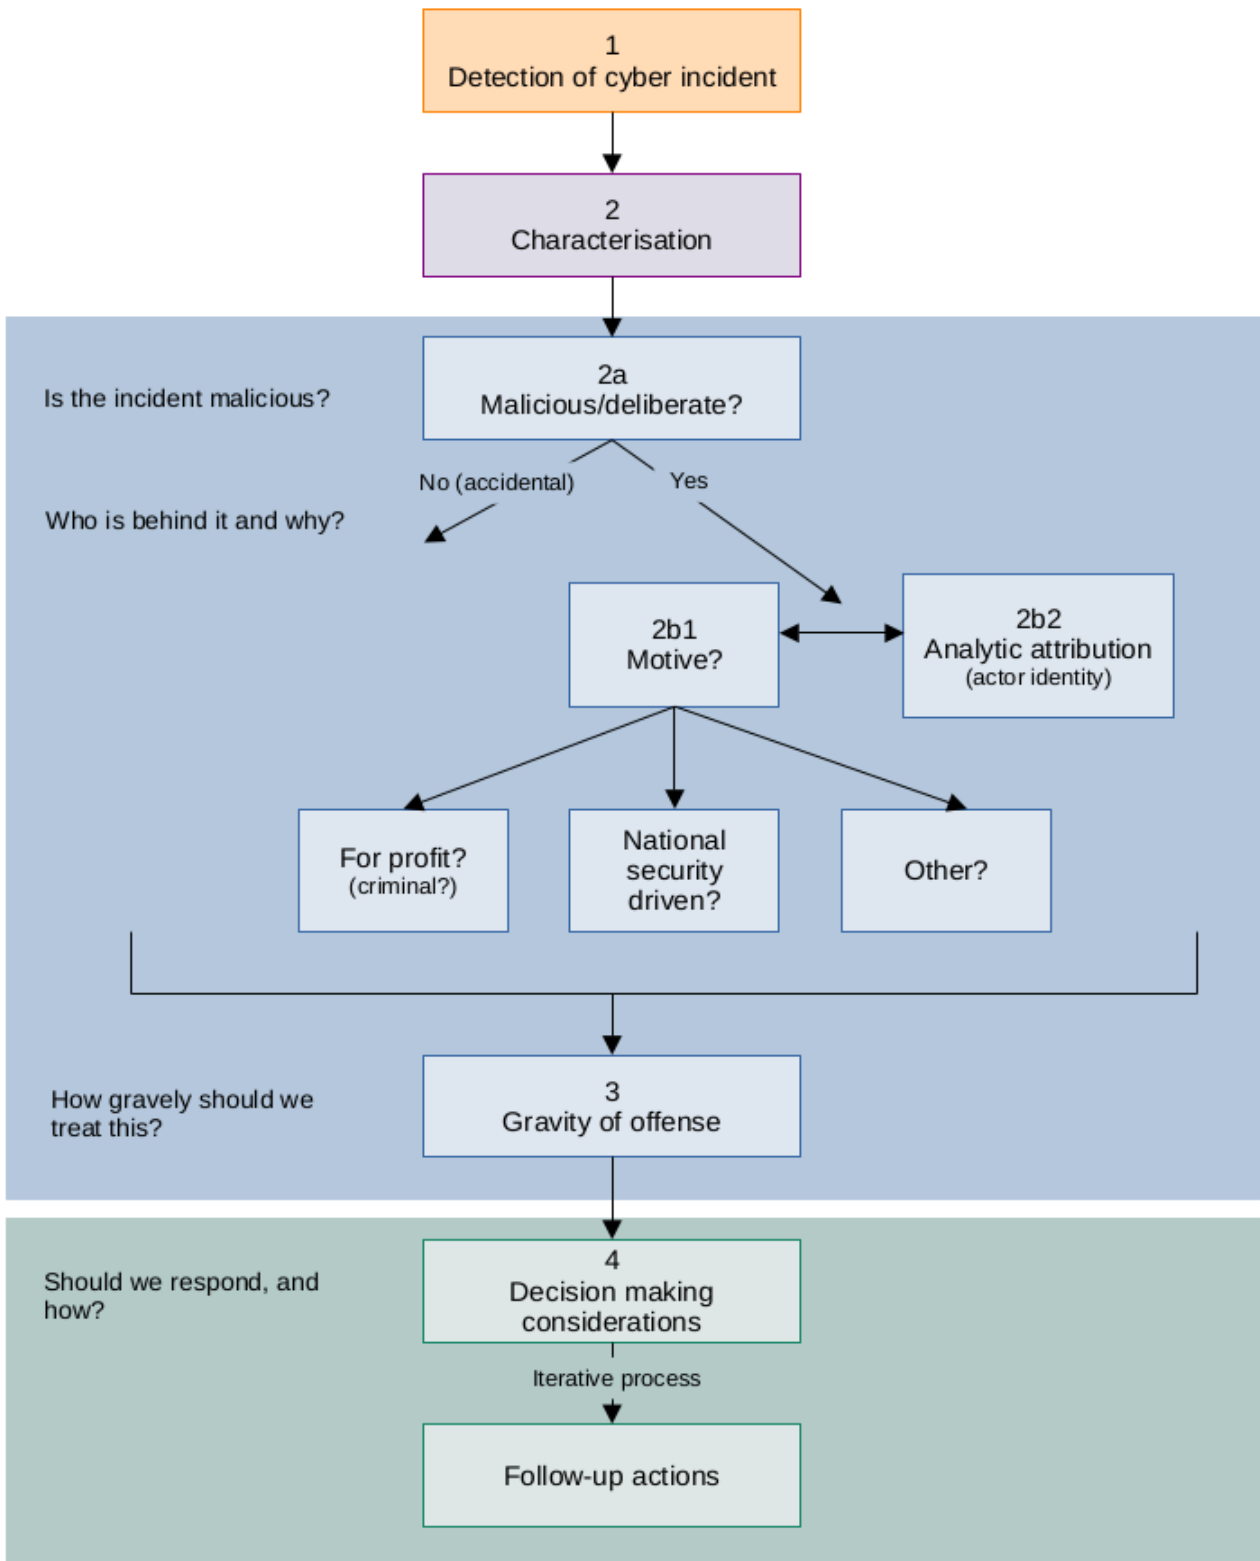 1
Detection of cyber incident
2
Characterisation
Is the incident malicious?
2a
Malicious/deliberate?
No (accidental)
Yes
Who is behind it and why?
2b1
Motive?
2b2
Analytic attribution
(actor identity)
For profit?
(criminal?)
National
security
driven?
Other?
How gravely should we
treat this?
3
Gravity of offense
Should we respond, and
how?
4
Decision making
considerations
Iterative process
Follow-up actions